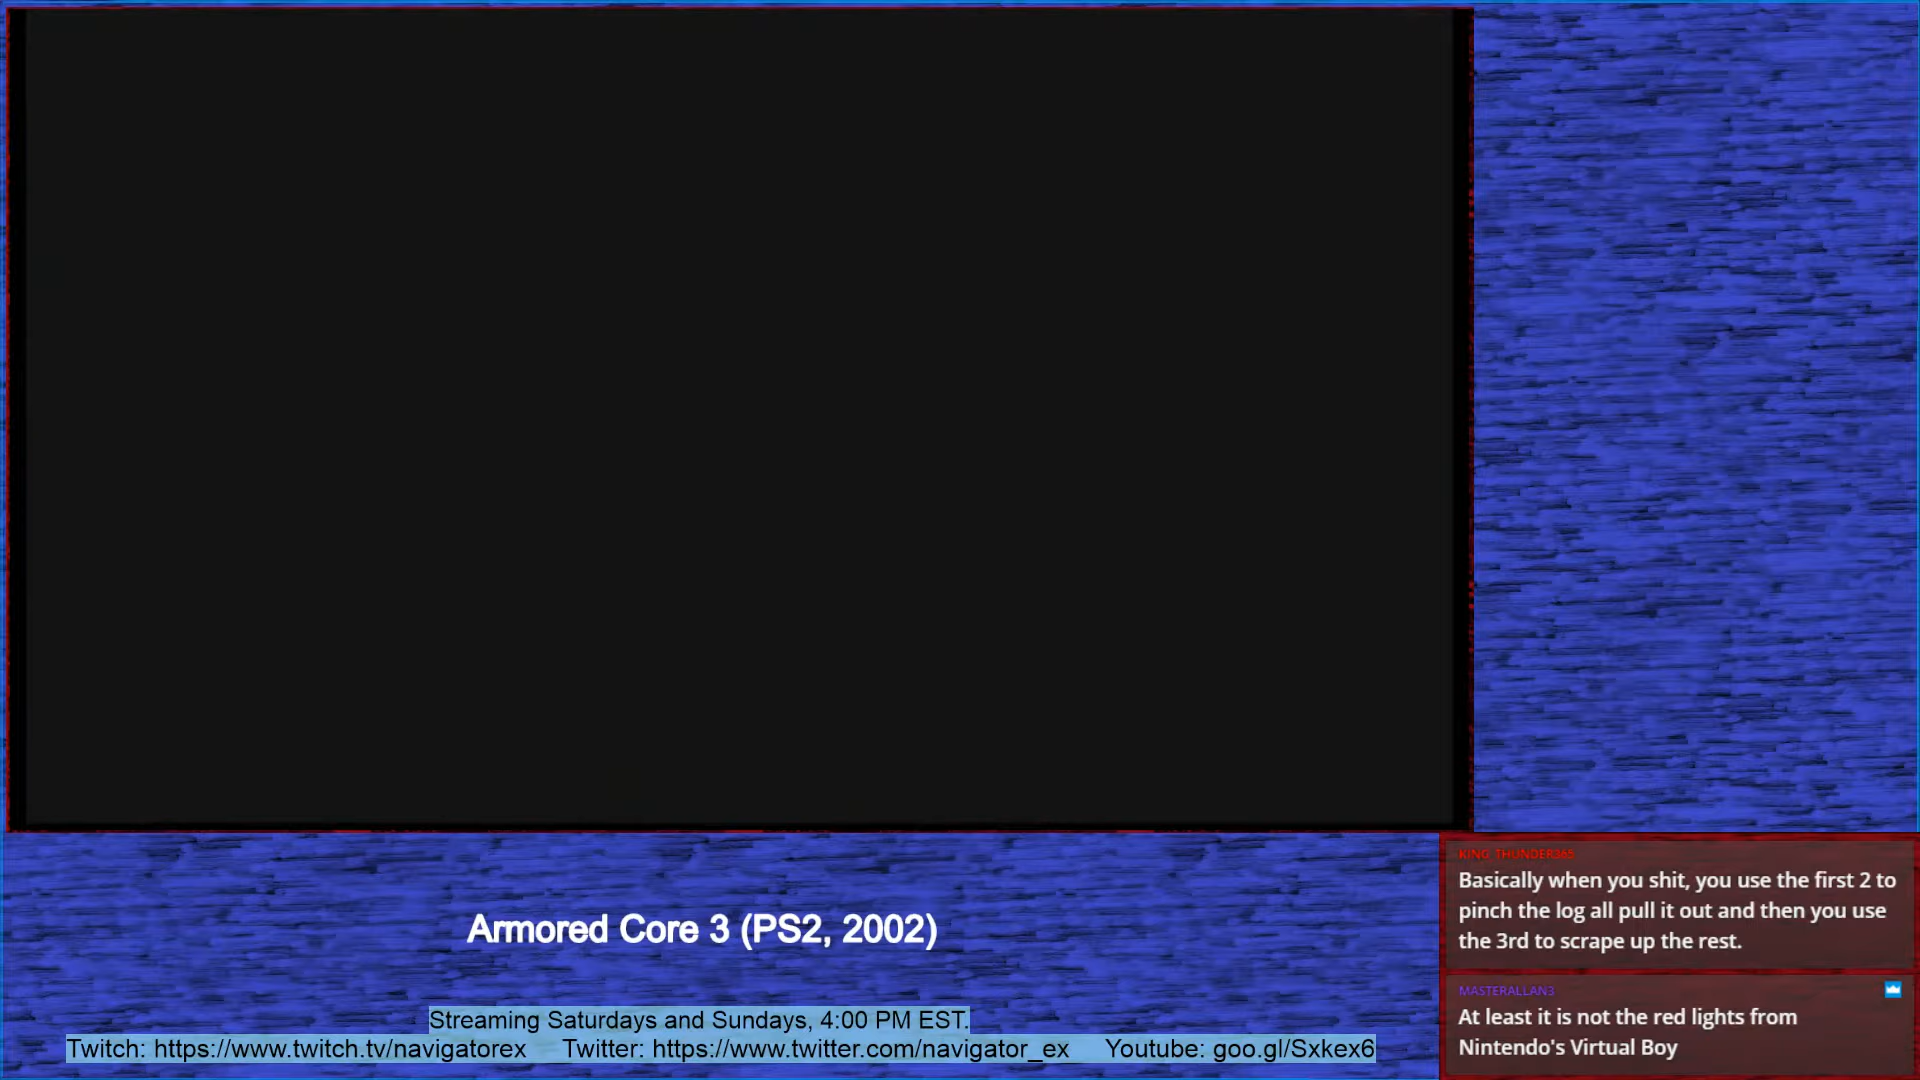 KING_THUNDER365
Basically when you shit, you use the first 2 to
pinch the log all pull it out and then you use
the 3rd to scrape up the rest.
MASTERALLAN3
At least it is not the red lights from
Nintendo's Virtual Boy
Armored Core 3 (PS2, 2002)
Streaming Saturdays and Sundays, 4:00 PM EST.
Twitch: https://www.twitch.tv/navigatorex Twitter: https://www.twitter.com/navigator_ex Youtube: goo.gl/Sxkex6